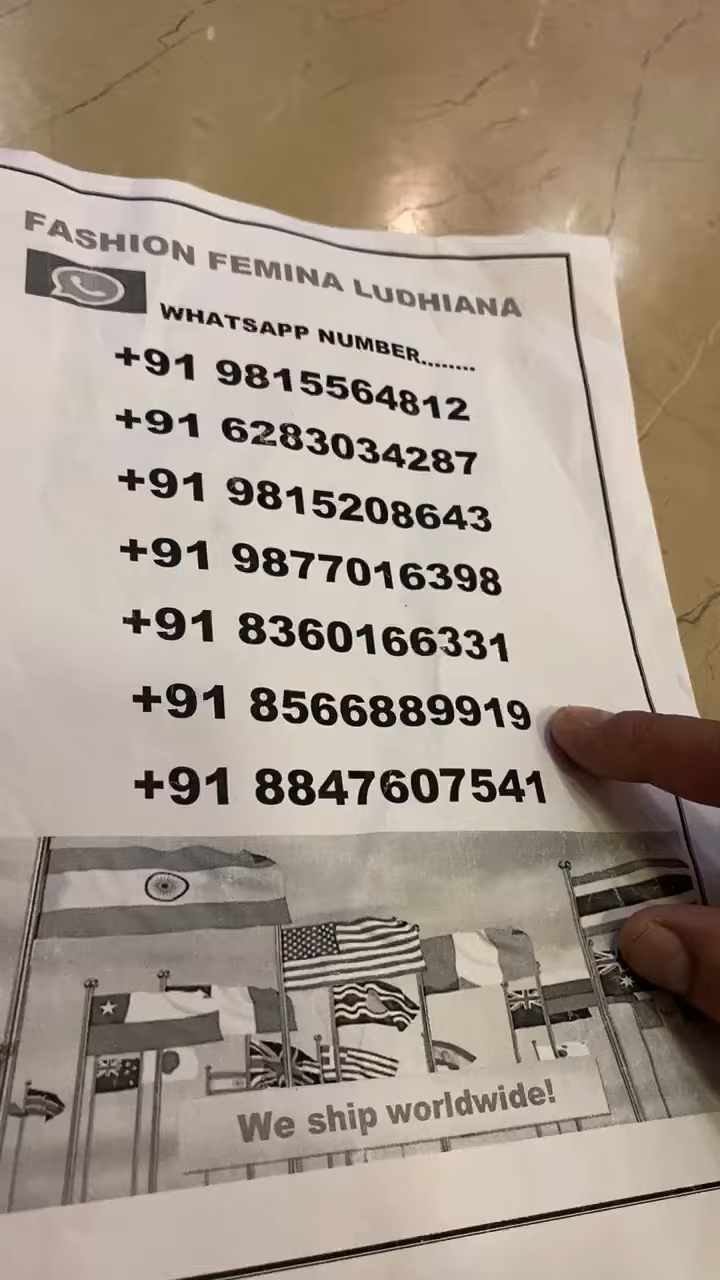 FASHION FEMINA LUDHIANA
WHATSAPP NUMBER........
+91 9815564812
+91 6283034287
+91 9815208643
+91 9877016398
+91 8360166331
+91 8566889919
+91 8847607541
We ship worldwide!